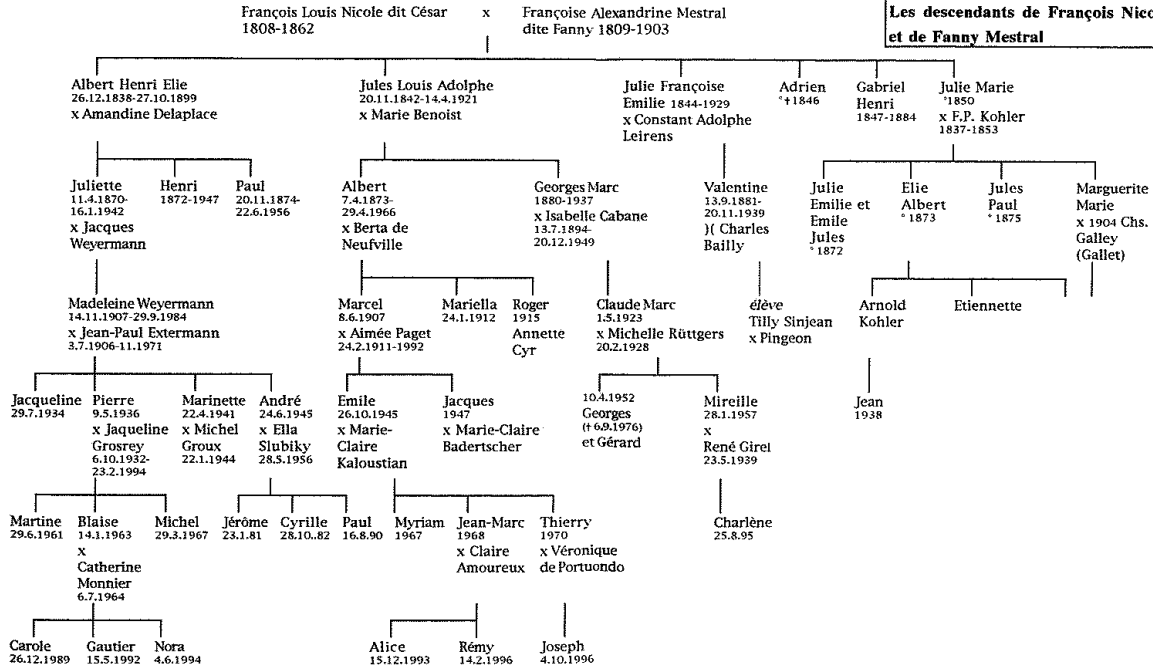 François Louis Nicole dit César x Françoise Alexandrine Mestral
1808-1862 dite Fanny 1809-1903
Les descendants de François Nico
et de Fanny Mestral
Albert Henri Elie
26.12.1838-27.10.1899
x Amandine Delaplace
Jules Louis Adolphe
20.11.1842-14.4.1921
x Marie Benoist
Julie Françoise
Emilie 1844-1929
x Constant Adolphe
Leirens
Adrien
°†1846
Gabriel
Henri
1847-1884
Julie Marie
°1850
x F.P. Kohler
1837-1853
Juliette
11.4.1870-
16.1.1942
x Jacques
Weyermann
Henri
1872-1947
Paul
20.11.1874-
22.6.1956
Albert
7.4.1873-
29.4.1966
x Berta de
Neufville
Georges Marc
1880-1937
x Isabelle Cabane
13.7.1894-
20.12.1949
Valentine
13.9.1881-
20.11.1939
)( Charles
Bailly
Julie
Emilie et
Emile
Jules
°1872
Elie
Albert
°1873
Jules
Paul
°1875
Marguerite
Marie
x 1904 Chs.
Galley
(Gallet)
Madeleine Weyermann
14.11.1907-29.9.1984
x Jean-Paul Extermann
3.7.1906-11.1971
Marcel
8.6.1907
x Aimée Paget
24.2.1911-1992
Mariella
24.1.1912
Roger
1915
Annette
Cyr
Claude Marc
1.5.1923
x Michelle Rüttgers
20.2.1928
élève
Tilly Sinjean
x Pingeon
Arnold
Kohler
Etiennette
Jacqueline
29.7.1934
Pierre
9.5.1936
x Jaqueline
Grosrey
6.10.1932-
23.2.1994
Marinette
22.4.1941
x Michel
Groux
22.1.1944
André
24.6.1945
x Ella
Slubiky
28.5.1956
Emile
26.10.1945
x Marie-
Claire
Kaloustian
Jacques
1947
x Marie-Claire
Badertscher
10.4.1952
Georges
(† 6.9.1976)
et Gérard
Mireille
28.1.1957
x
René Girel
23.5.1939
Jean
1938
Martine
29.6.1961
Blaise
14.1.1963
x
Catherine
Monnier
6.7.1964
Michel
29.3.1967
Jérôme
23.1.81
Cyrille
28.10..82
Paul
16.8.90
Myriam
1967
Jean-Marc
1968
x Claire
Amoureux
Thierry
1970
x Véronique
de Portuondo
Charlène
25.8.95
Carole
26.12.1989
Gautier
15.5.1992
Nora
4.6.1994
Alice
15.12.1993
Rémy
14.2.1996
Joseph
4.10.1996